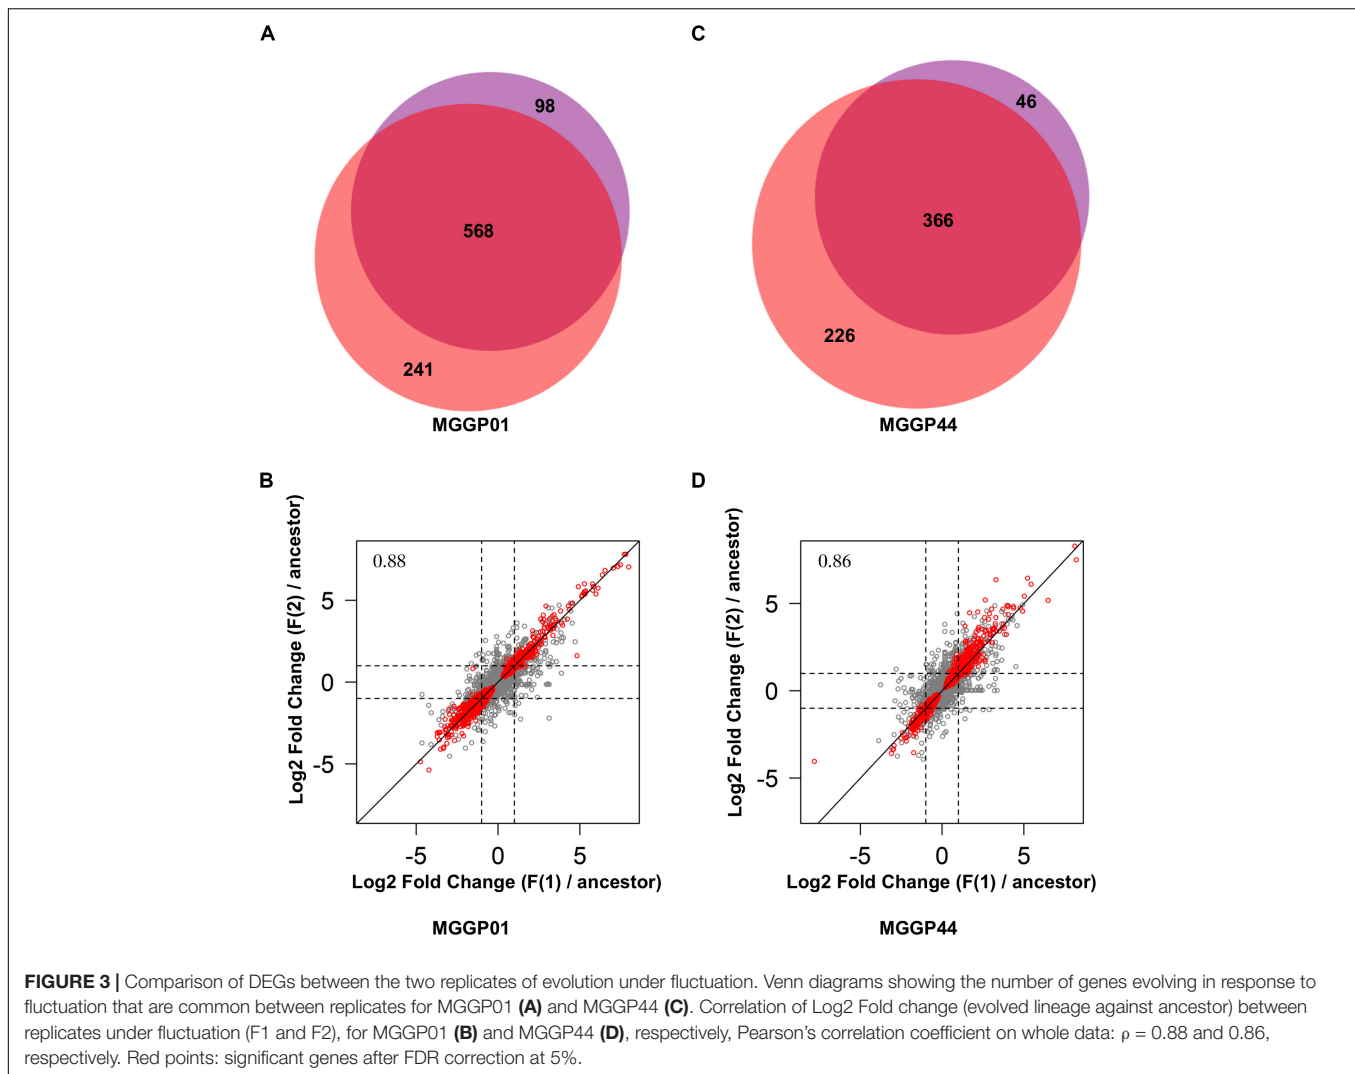 A
98
568
241
MGGP01
C
46
366
226
MGGP44
B
Log2 Fold Change (F(2) / ancestor)
0.88
5
0
-5
-5 0 5
Log2 Fold Change (F(1) / ancestor)
MGGP01
D
Log2 Fold Change (F(2) / ancestor)
0.86
5
0
-5
-5 0 5
Log2 Fold Change (F(1) / ancestor)
MGGP44
FIGURE 3 | Comparison of DEGs between the two replicates of evolution under fluctuation. Venn diagrams showing the number of genes evolving in response to
fluctuation that are common between replicates for MGGP01 (A) and MGGP44 (C). Correlation of Log2 Fold change (evolved lineage against ancestor) between
replicates under fluctuation (F1 and F2), for MGGP01 (B) and MGGP44 (D), respectively, Pearson's correlation coefficient on whole data: ρ = 0.88 and 0.86,
respectively. Red points: significant genes after FDR correction at 5%.